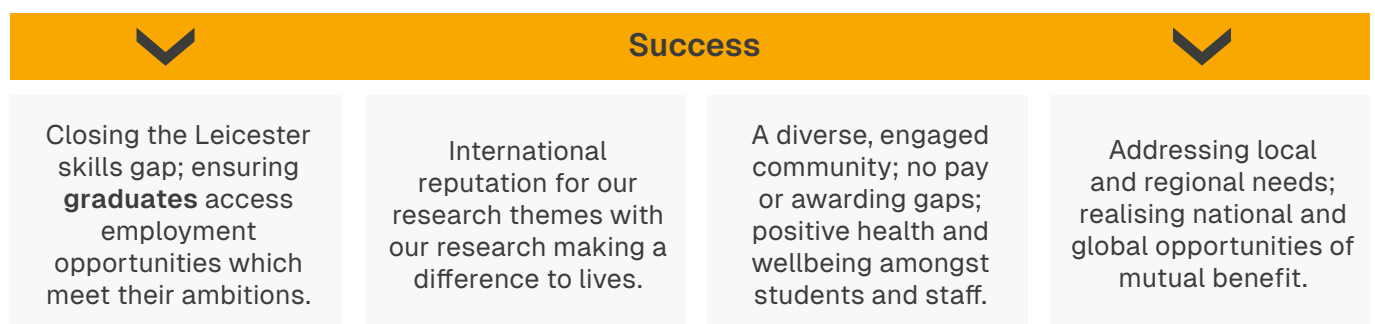 Success
Closing the Leicester
skills gap; ensuring
graduates access
employment
opportunities which
meet their ambitions.
International
reputation for our
research themes with
our research making a
difference to lives.
A diverse, engaged
community; no pay
or awarding gaps;
positive health and
wellbeing amongst
students and staff.
Addressing local
and regional needs;
realising national and
global opportunities of
mutual benefit.